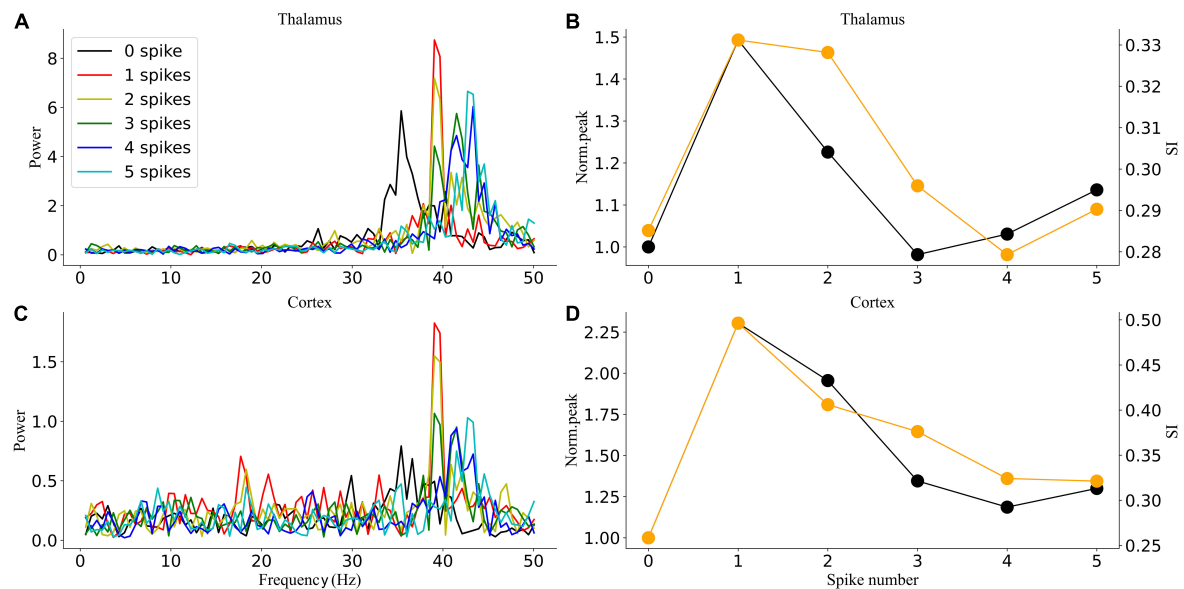 A
Thalamus
8
6
4
2
0
Power
0 spike
1 spikes
2 spikes
3 spikes
4 spikes
5 spikes
0 10 20 30 40 50
B
Thalamus
1.5
1.4
1.3
1.2
1.1
1.0
Norm.peak
0.33
0.32
0.31
0.30
0.29
0.28
SI
0 1 2 3 4 5
C
Cortex
1.5
1.0
0.5
0.0
Power
0 10 20 30 40 50
Frequency (Hz)
D
Cortex
2.25
2.00
1.75
1.50
1.25
1.00
Norm.peak
0.50
0.45
0.40
0.35
0.30
0.25
SI
0 1 2 3 4 5
Spike number